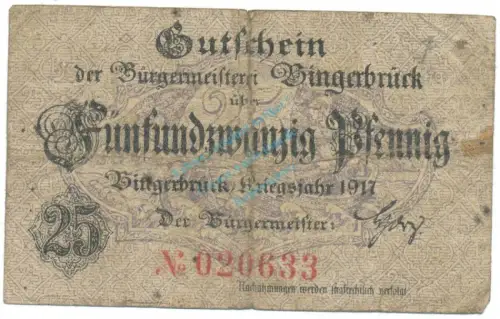 Gutschein
der Bürgermeisterei Bingerbrück
über
Fünfundzwanzig Pfennig
Bingerbrück, Kriegsjahr 1917
25
Der Bürgermeister:
№ 020633
Nachahmungen werden strafrechtlich verfolgt.